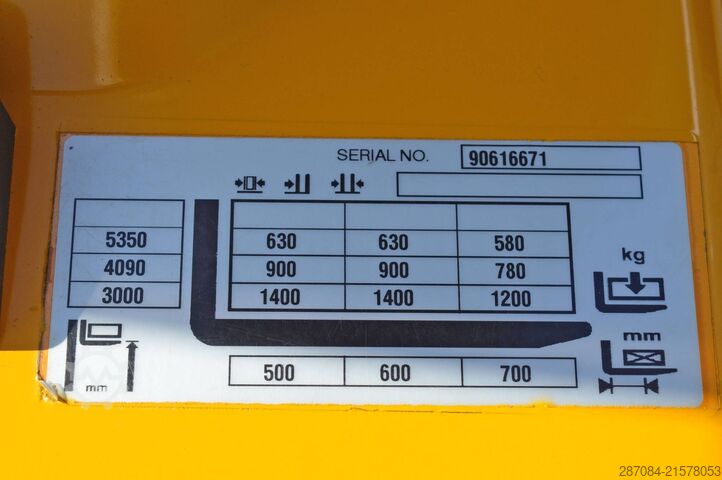 SERIAL NO. 90616671
5350 630 630 580
4090 900 900 780
3000 1400 1400 1200
kg
mm
mm
500 600 700
287084-21578053